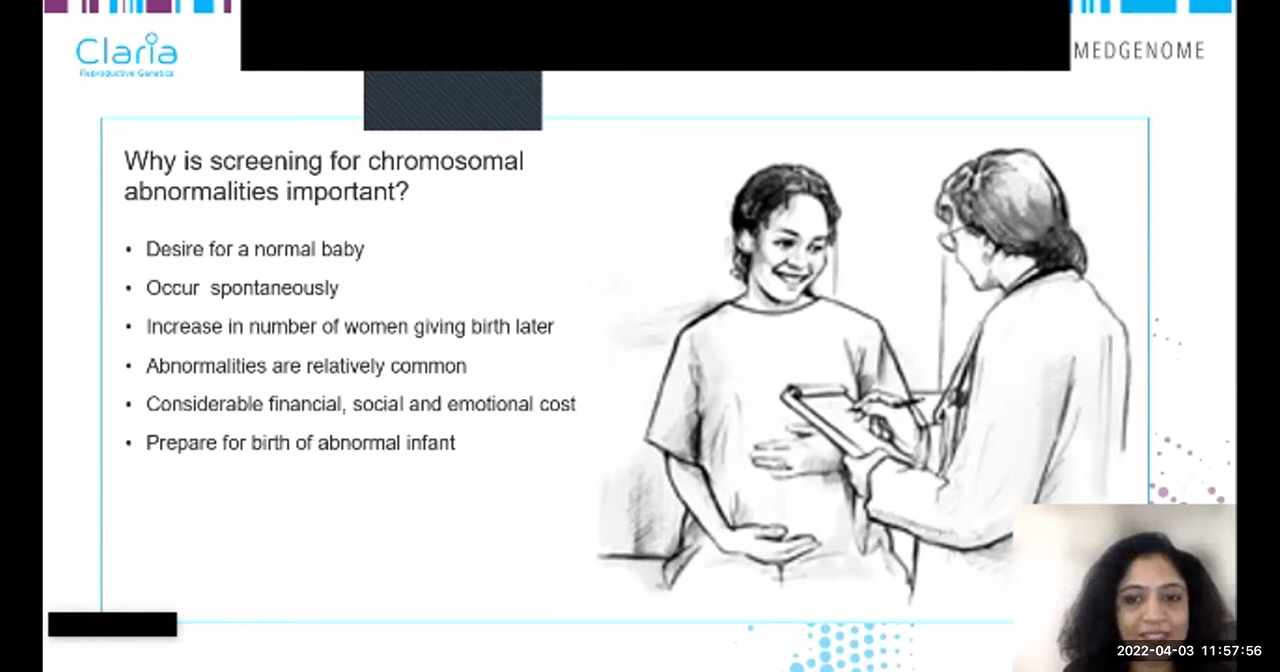 Claria
Reproductive Genetics
MEDGENOME
Why is screening for chromosomal
abnormalities important?
• Desire for a normal baby
• Occur  spontaneously
• Increase in number of women giving birth later
• Abnormalities are relatively common
• Considerable financial, social and emotional cost
• Prepare for birth of abnormal infant
2022-04-03 11:57:56